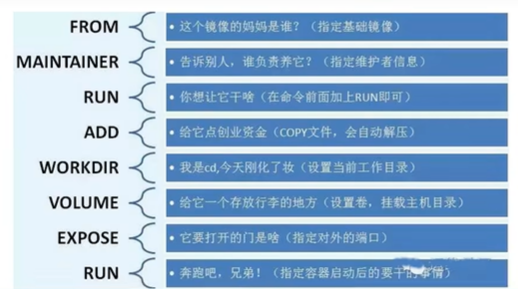 FROM • 这个镜像的妈妈是谁？（指定基础镜像）
MAINTAINER • 告诉别人，谁负责养它？（指定维护者信息）
RUN • 你想让它干啥（在命令前面加上RUN即可）
ADD • 给它点创业资金（COPY文件，会自动解压）
WORKDIR • 我是cd,今天刚化了妆（设置当前工作目录）
VOLUME • 给它一个存放行李的地方（设置卷，挂载主机目录）
EXPOSE • 它要打开的门是啥（指定对外的端口）
RUN • 奔跑吧，兄弟！（指定容器启动后的要干的事情）